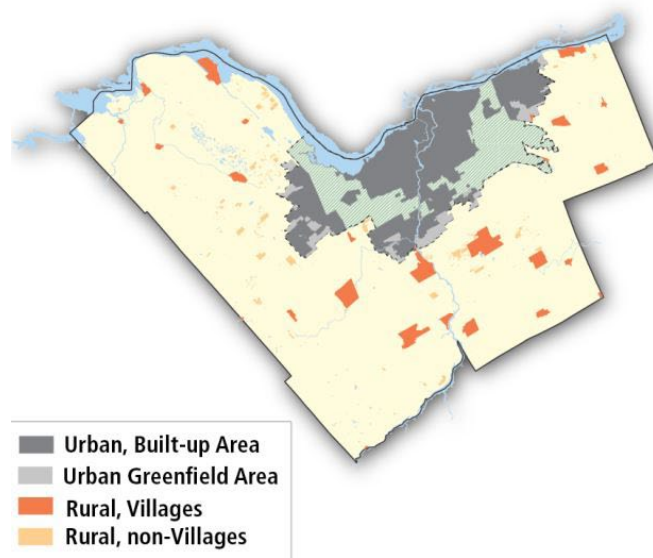 Urban, Built-up Area
Urban Greenfield Area
Rural, Villages
Rural, non-Villages